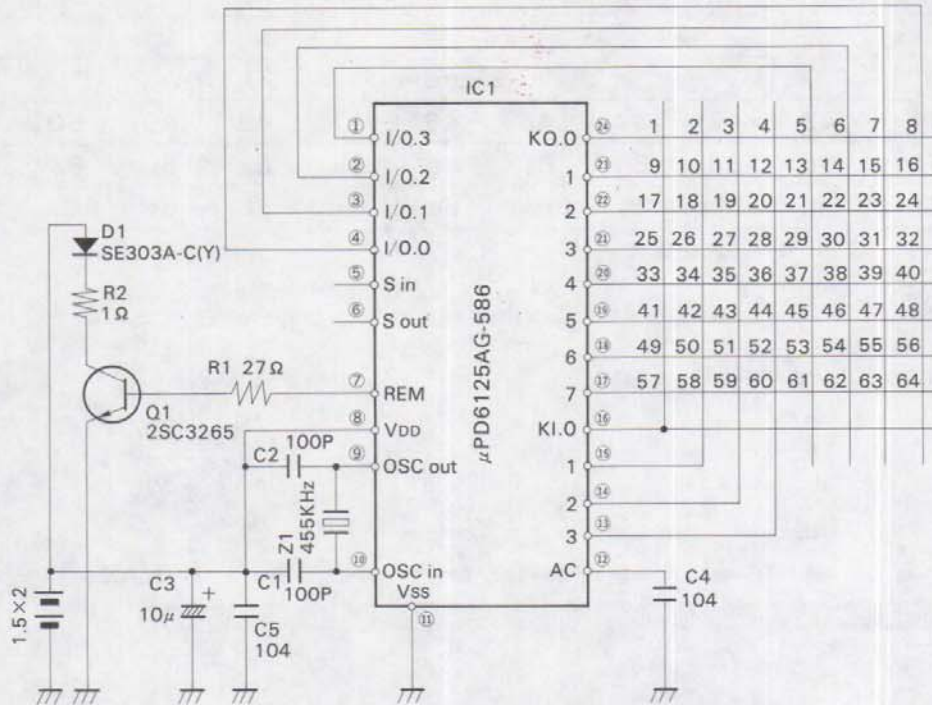 IC1
① I/0.3
② I/0.2
③ I/0.1
④ I/0.0
⑤ S in
⑥ S out
⑦ REM
⑧ VDD
⑨ OSC out
⑩ OSC in
VSS
⑪
μPD6125AG-586
KO.0 ㉔ 1 2 3 4 5 6 7 8
1 ㉓ 9 10 11 12 13 14 15 16
2 ㉒ 17 18 19 20 21 22 23 24
3 ㉑ 25 26 27 28 29 30 31 32
4 ⑳ 33 34 35 36 37 38 39 40
5 ⑲ 41 42 43 44 45 46 47 48
6 ⑱ 49 50 51 52 53 54 55 56
7 ⑰ 57 58 59 60 61 62 63 64
KI.0 ⑯
1 ⑮
2 ⑭
3 ⑬
AC ⑫
D1
SE303A-C(Y)
R2
1Ω
R1 27Ω
Q1
2SC3265
100P
C2
Z1
455KHz
C1
100P
C3
10μ
+
C5
104
C4
104
1.5×2